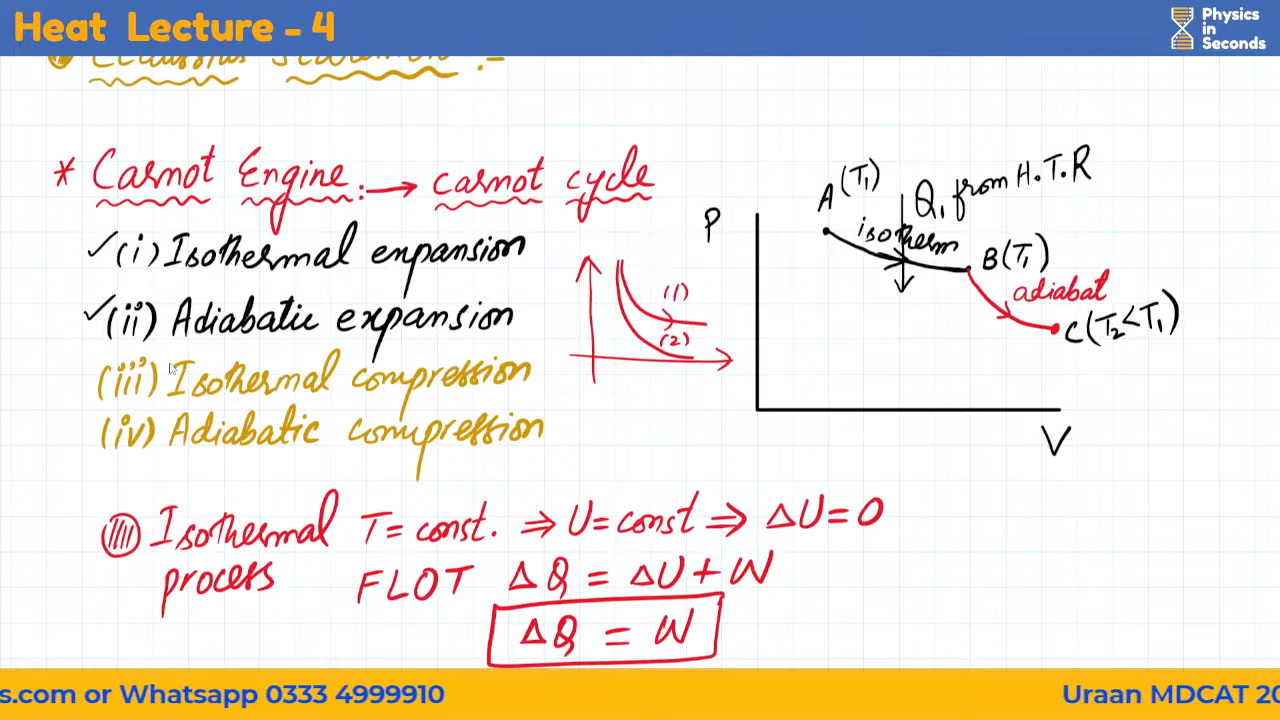 Heat Lecture - 4
Physics
in
Seconds
* Carnot Engine :→ carnot cycle
✓(i) Isothermal expansion
✓(ii) Adiabatic expansion
(iii) Isothermal compression
(iv) Adiabatic compression
(1)
(2)
P
A(T₁)
Q₁ from H.T.R
isotherm
B(T₁)
adiabat
C(T₂<T₁)
V
Isothermal T = const. ⇒ U = const ⇒ ΔU = 0
process FLOT ΔQ = ΔU + W
ΔQ = W
s.com or Whatsapp 0333 4999910
Uraan MDCAT 20